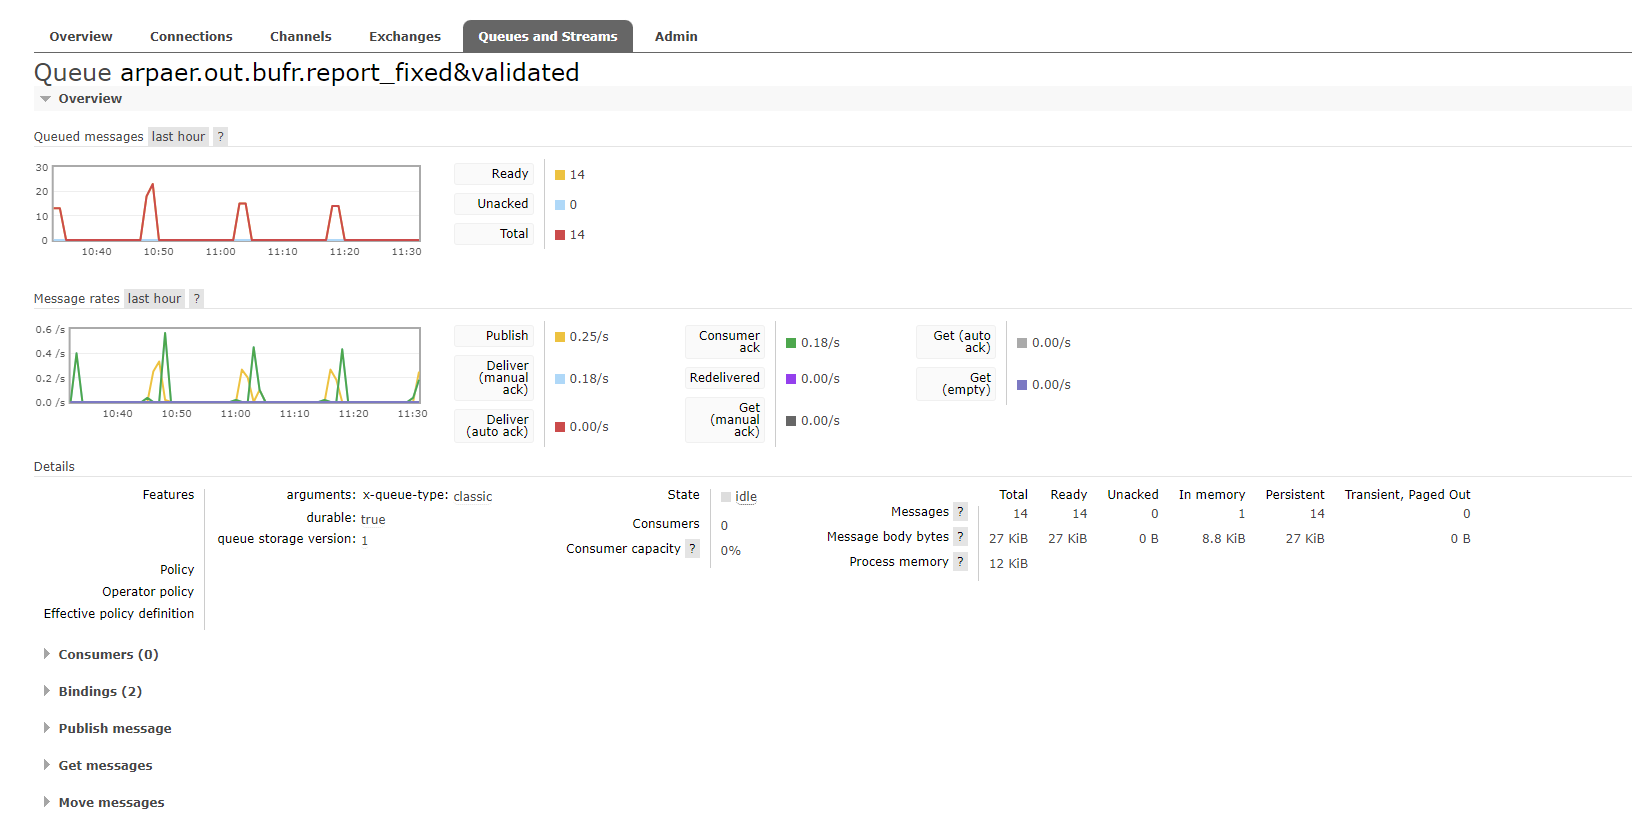 Overview Connections Channels Exchanges Queues and Streams Admin
Queue arpaer.out.bufr.report_fixed&validated
Overview
Queued messages last hour ?
30
20
10
0
10:40 10:50 11:00 11:10 11:20 11:30
Ready 14
Unacked 0
Total 14
Message rates last hour ?
0.6 /s
0.4 /s
0.2 /s
0.0 /s
10:40 10:50 11:00 11:10 11:20 11:30
Publish 0.25/s
Deliver
(manual
ack)
0.18/s
Deliver
(auto ack)
0.00/s
Consumer
ack
0.18/s
Redelivered 0.00/s
Get
(manual
ack)
0.00/s
Get (auto
ack)
0.00/s
Get
(empty)
0.00/s
Details
Features
arguments: x-queue-type: classic
durable: true
queue storage version: 1
Policy
Operator policy
Effective policy definition
State idle
Consumers 0
Consumer capacity ? 0%
Total Ready Unacked In memory Persistent Transient, Paged Out
Messages ? 14 14 0 1 14 0
Message body bytes ? 27 KiB 27 KiB 0 B 8.8 KiB 27 KiB 0 B
Process memory ? 12 KiB
Consumers (0)
Bindings (2)
Publish message
Get messages
Move messages